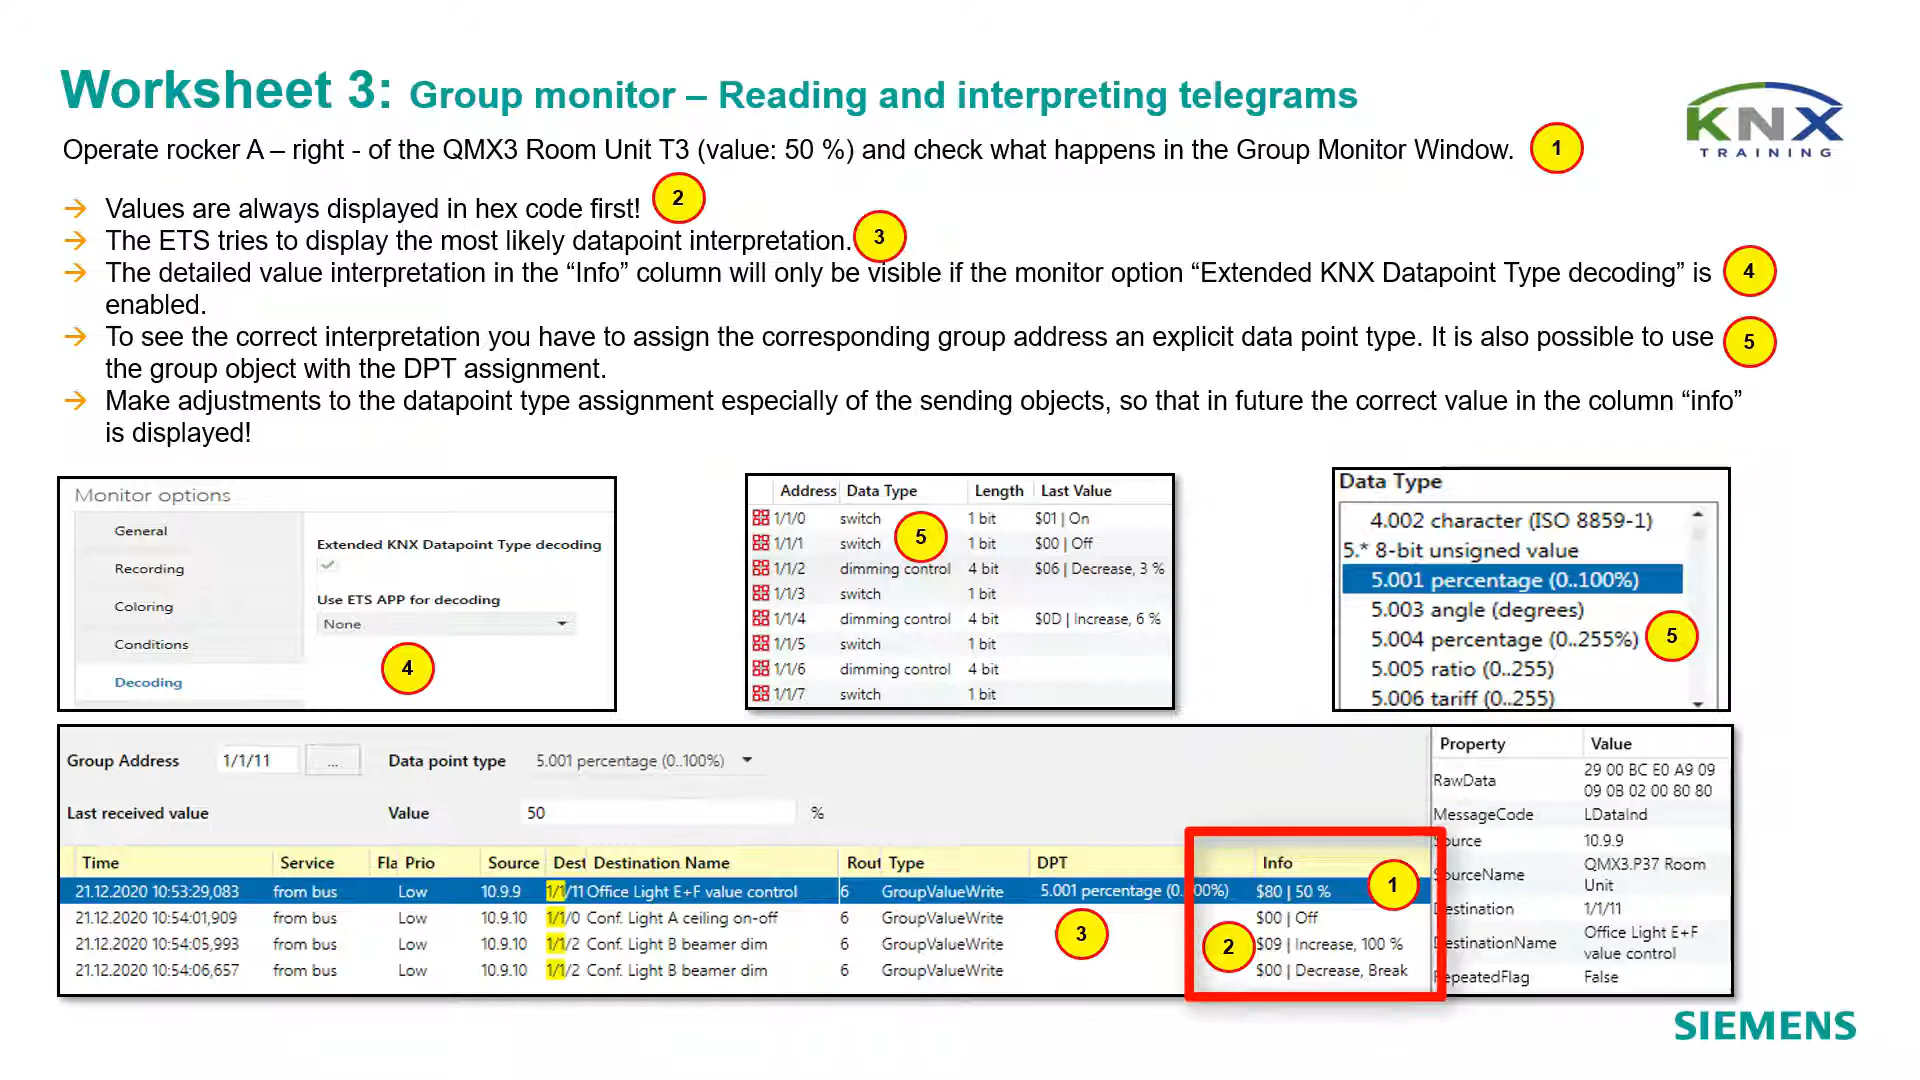 Worksheet 3: Group monitor – Reading and interpreting telegrams
KNX
TRAINING
Operate rocker A – right - of the QMX3 Room Unit T3 (value: 50 %) and check what happens in the Group Monitor Window. 1
→ Values are always displayed in hex code first! 2
→ The ETS tries to display the most likely datapoint interpretation. 3
→ The detailed value interpretation in the “Info” column will only be visible if the monitor option “Extended KNX Datapoint Type decoding” is 4
enabled.
→ To see the correct interpretation you have to assign the corresponding group address an explicit data point type. It is also possible to use 5
the group object with the DPT assignment.
→ Make adjustments to the datapoint type assignment especially of the sending objects, so that in future the correct value in the column “info”
is displayed!
Monitor options
General
Recording
Coloring
Conditions
Decoding
Extended KNX Datapoint Type decoding
Use ETS APP for decoding
None
4
Address Data Type Length Last Value
1/1/0 switch 1 bit $01 | On
1/1/1 switch 1 bit $00 | Off
1/1/2 dimming control 4 bit $06 | Decrease, 3 %
1/1/3 switch 1 bit
1/1/4 dimming control 4 bit $0D | Increase, 6 %
1/1/5 switch 1 bit
1/1/6 dimming control 4 bit
1/1/7 switch 1 bit
5
Data Type
4.002 character (ISO 8859-1)
5.* 8-bit unsigned value
5.001 percentage (0..100%)
5.003 angle (degrees)
5.004 percentage (0..255%)
5.005 ratio (0..255)
5.006 tariff (0..255)
5
Group Address 1/1/11 ... Data point type 5.001 percentage (0..100%)
Last received value Value 50 %
Time Service Fla Prio Source Dest Destination Name Rout Type DPT Info
21.12.2020 10:53:29,083 from bus Low 10.9.9 1/1/11 Office Light E+F value control 6 GroupValueWrite 5.001 percentage (0. 00%) $80 | 50 % 1
21.12.2020 10:54:01,909 from bus Low 10.9.10 1/1/0 Conf. Light A ceiling on-off 6 GroupValueWrite $00 | Off
21.12.2020 10:54:05,993 from bus Low 10.9.10 1/1/2 Conf. Light B beamer dim 6 GroupValueWrite $09 | Increase, 100 %
21.12.2020 10:54:06,657 from bus Low 10.9.10 1/1/2 Conf. Light B beamer dim 6 GroupValueWrite $00 | Decrease, Break
3
2
Property Value
RawData 29 00 BC E0 A9 09
09 0B 02 00 80 80
MessageCode LDataInd
ource 10.9.9
ourceName QMX3.P37 Room
Unit
estination 1/1/11
estinationName Office Light E+F
value control
epeatedFlag False
SIEMENS